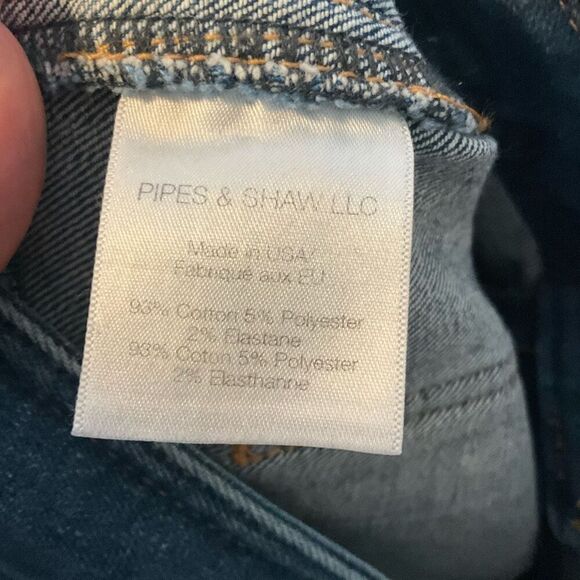 PIPES & SHAW LLC
Made in USA/
Fabriqué aux EU
93% Cotton 5% Polyester
2% Elastane
93% Coton 5% Polyester
2% Elasthanne